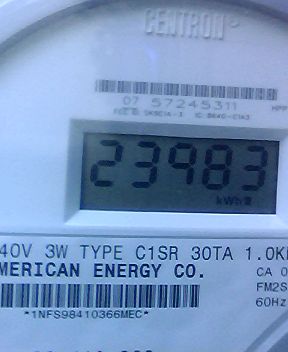 CENTRON®
07 57245311
23983
kWh
40V 3W TYPE C1SR 30TA 1.0K
MERICAN ENERGY CO.
CA 0
FM2S
60Hz
*1NFS98410366MEC*